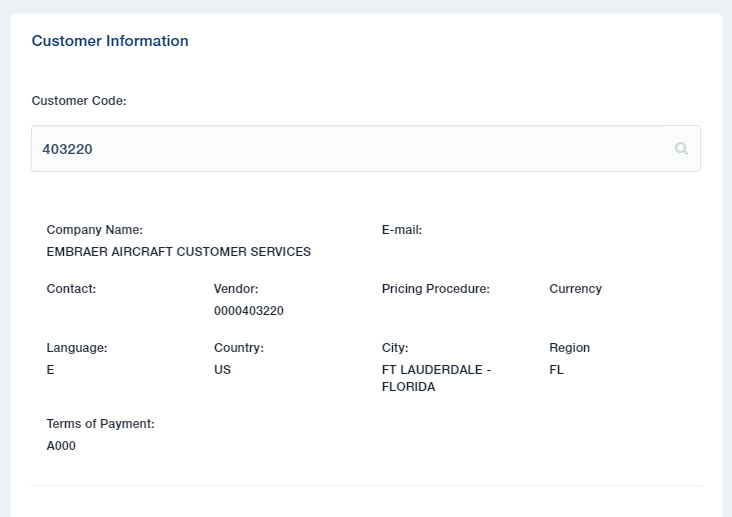 Customer Information
Customer Code:
403220
Company Name:
E-mail:
EMBRAER AIRCRAFT CUSTOMER SERVICES
Contact:
Vendor:
Pricing Procedure:
Currency
0000403220
Language:
Country:
City:
Region
E
US
FT LAUDERDALE -
FLORIDA
FL
Terms of Payment:
A000